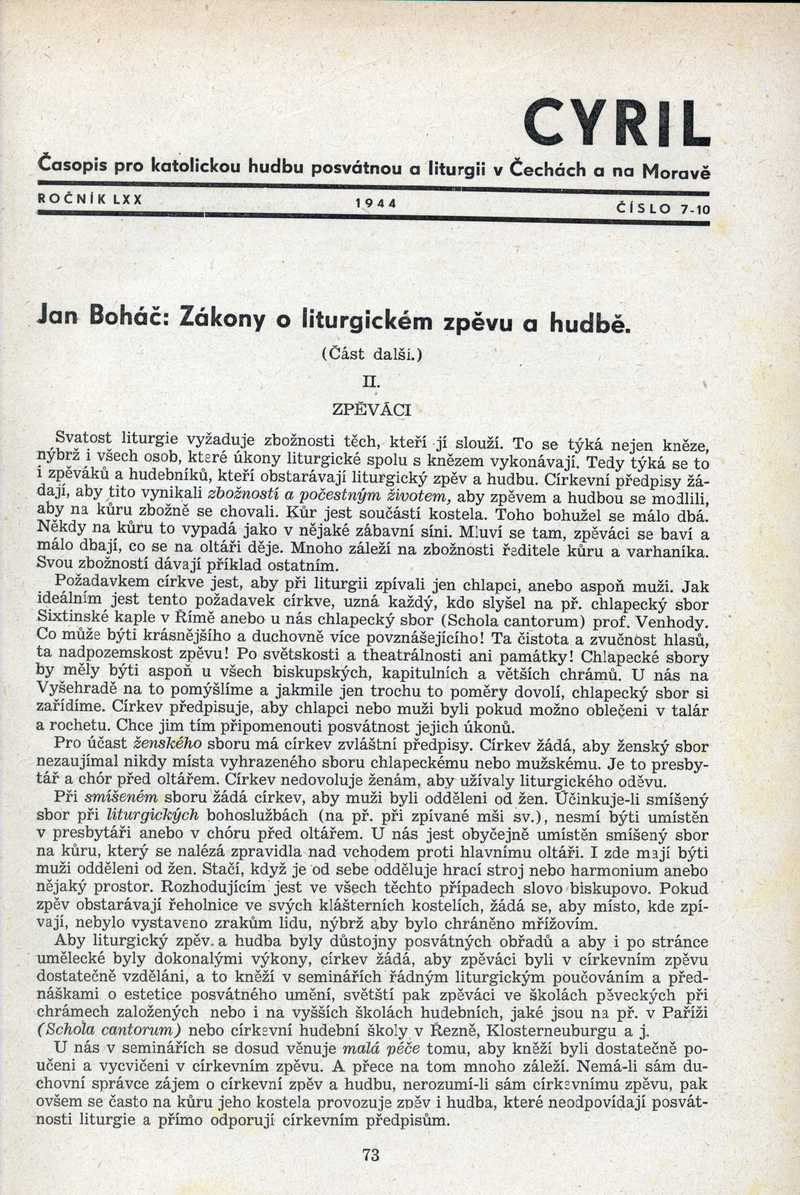 CYRIL
Časopis pro katolickou hudbu posvátnou a liturgii v Čechách a na Moravě
ROČNÍK LXX 1944 ČÍSLO 7-10
Jan Boháč: Zákony o liturgickém zpěvu a hudbě.
(Část další.)
II.
ZPĚVÁCI
Svatost liturgie vyžaduje zbožnosti těch, kteří jí slouží. To se týká nejen kněze,
nýbrž i všech osob, které úkony liturgické spolu s knězem vykonávají. Tedy týká se to
i zpěváků a hudebníků, kteří obstarávají liturgický zpěv a hudbu. Církevní předpisy žá-
dají, aby tito vynikali zbožností a počestným životem, aby zpěvem a hudbou se modlili,
aby na kůru zbožně se chovali. Kůr jest součástí kostela. Toho bohužel se málo dbá.
Někdy na kůru to vypadá jako v nějaké zábavní síni. Mluví se tam, zpěváci se baví a
málo dbají, co se na oltáři děje. Mnoho záleží na zbožnosti ředitele kůru a varhaníka.
Svou zbožností dávají příklad ostatním.
Požadavkem církve jest, aby při liturgii zpívali jen chlapci, anebo aspoň muži. Jak
ideálním jest tento požadavek církve, uzná každý, kdo slyšel na př. chlapecký sbor
Sixtinské kaple v Římě anebo u nás chlapecký sbor (Schola cantorum) prof. Venhody.
Co může býti krásnějšího a duchovně více povznášejícího! Ta čistota a zvučnost hlasů,
ta nadpozemskost zpěvu! Po světskosti a theatrálnosti ani památky! Chlapecké sbory
by měly býti aspoň u všech biskupských, kapitulních a větších chrámů. U nás na
Vyšehradě na to pomýšlíme a jakmile jen trochu to poměry dovolí, chlapecký sbor si
zařídíme. Církev předpisuje, aby chlapci nebo muži byli pokud možno oblečeni v talár
a rochetu. Chce jim tím připomenouti posvátnost jejich úkonů.
Pro účast ženského sboru má církev zvláštní předpisy. Církev žádá, aby ženský sbor
nezaujímal nikdy místa vyhrazeného sboru chlapeckému nebo mužskému. Je to presby-
tář a chór před oltářem. Církev nedovoluje ženám, aby užívaly liturgického oděvu.
Při smíšeném sboru žádá církev, aby muži byli odděleni od žen. Účinkuje-li smíšený
sbor při liturgických bohoslužbách (na př. při zpívané mši sv.), nesmí býti umístěn
v presbytáři anebo v chóru před oltářem. U nás jest obyčejně umístěn smíšený sbor
na kůru, který se nalézá zpravidla nad vchodem proti hlavnímu oltáři. I zde mají býti
muži odděleni od žen. Stačí, když je od sebe odděluje hrací stroj nebo harmonium anebo
nějaký prostor. Rozhodujícím jest ve všech těchto případech slovo biskupovo. Pokud
zpěv obstarávají řeholnice ve svých klášterních kostelích, žádá se, aby místo, kde zpí-
vají, nebylo vystaveno zrakům lidu, nýbrž aby bylo chráněno mřížovím.
Aby liturgický zpěv a hudba byly důstojny posvátných obřadů a aby i po stránce
umělecké byly dokonalými výkony, církev žádá, aby zpěváci byli v církevním zpěvu
dostatečně vzděláni, a to kněží v seminářích řádným liturgickým poučováním a před-
náškami o estetice posvátného umění, světští pak zpěváci ve školách pěveckých při
chrámech založených nebo i na vyšších školách hudebních, jaké jsou na př. v Paříži
(Schola cantorum) nebo církevní hudební školy v Řezně, Klosterneuburgu a j.
U nás v seminářích se dosud věnuje malá péče tomu, aby kněží byli dostatečně po-
učeni a vycvičeni v církevním zpěvu. A přece na tom mnoho záleží. Nemá-li sám du-
chovní správce zájem o církevní zpěv a hudbu, nerozumí-li sám církevnímu zpěvu, pak
ovšem se často na kůru jeho kostela provozuje zpěv i hudba, které neodpovídají posvát-
nosti liturgie a přímo odporují církevním předpisům.
73